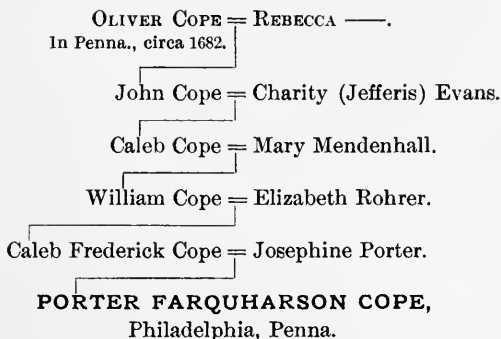 OLIVER COPE = REBECCA ——.
In Penna., circa 1682.
John Cope = Charity (Jefferis) Evans.
Caleb Cope = Mary Mendenhall.
William Cope = Elizabeth Rohrer.
Caleb Frederick Cope = Josephine Porter.
PORTER FARQUHARSON COPE,
Philadelphia, Penna.